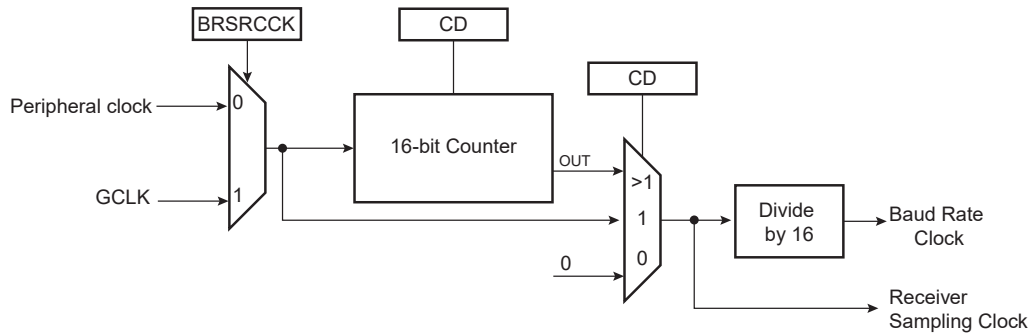 BRSRCCK
CD
CD
Peripheral clock
0
16-bit Counter
OUT
>1
GCLK
1
1
Divide
by 16
Baud Rate
Clock
0
0
Receiver
Sampling Clock